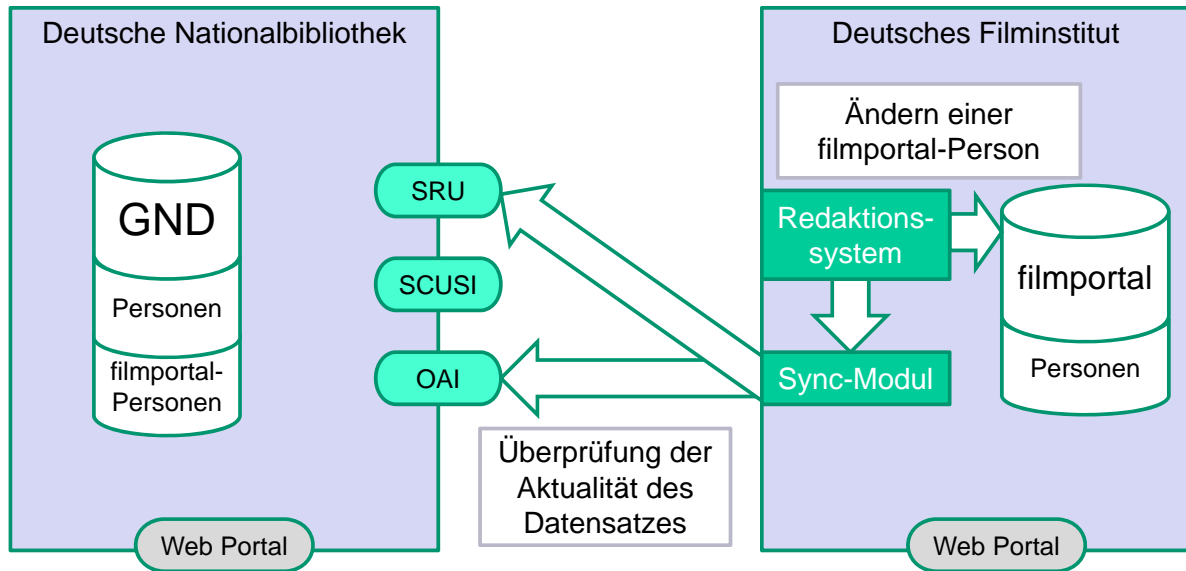 Deutsche Nationalbibliothek
GND
Personen
filmportal-
Personen
SRU
SCUSI
OAI
Web Portal
Überprüfung der
Aktualität des
Datensatzes
Deutsches Filminstitut
Ändern einer
filmportal-Person
Redaktions-
system
Sync-Modul
filmportal
Personen
Web Portal